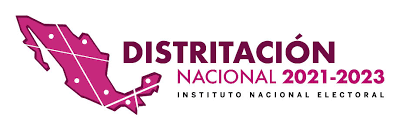 DISTRITACIÓN
NACIONAL 2021-2023
INSTITUTO NACIONAL ELECTORAL